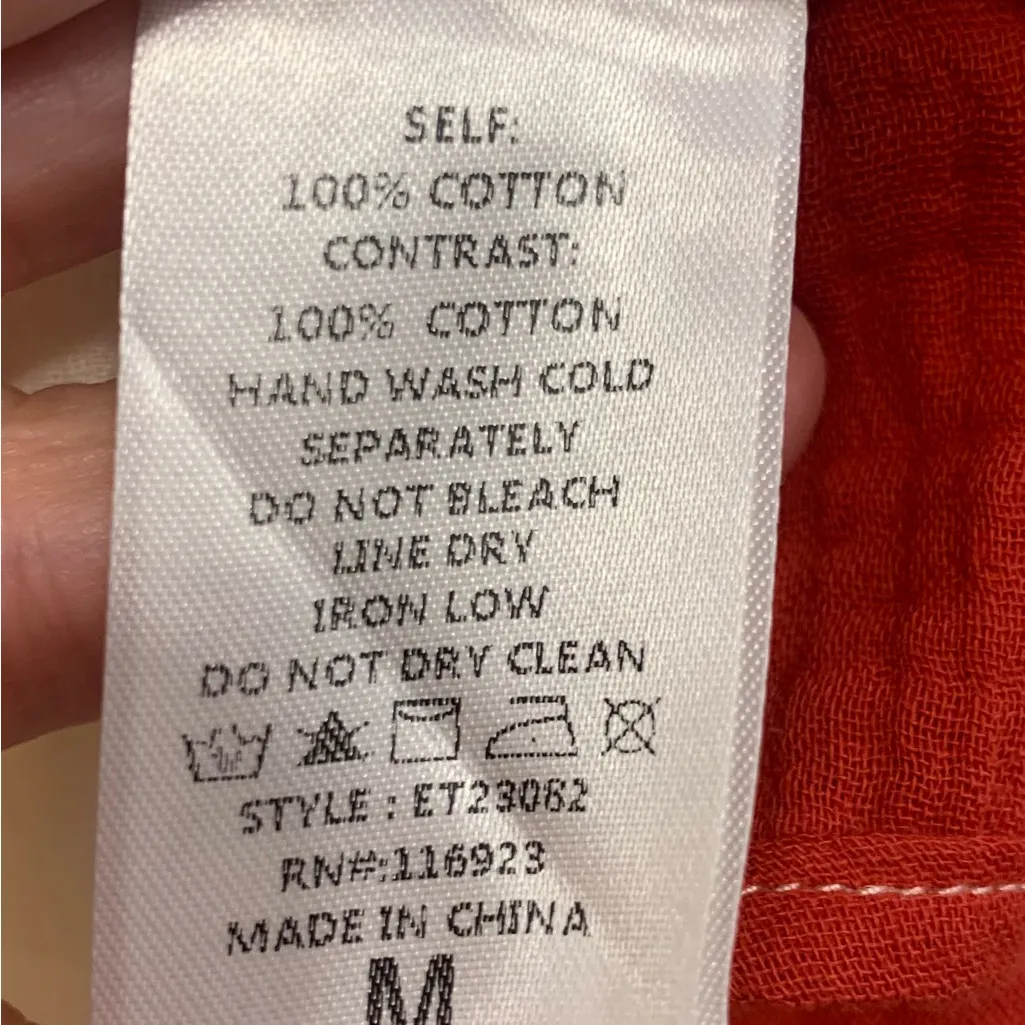 SELF:
100% COTTON
CONTRAST:
100% COTTON
HAND WASH COLD
SEPARATELY
DO NOT BLEACH
LINE DRY
IRON LOW
DO NOT DRY CLEAN
STYLE : ET23062
RN#:116923
MADE IN CHINA
M